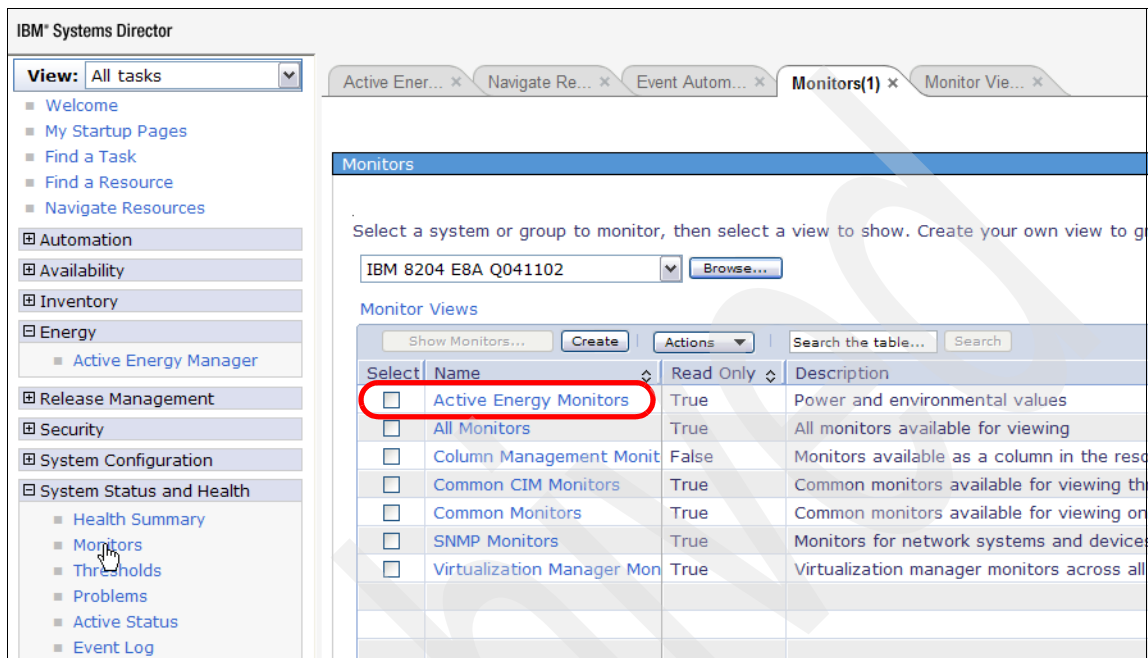 IBM® Systems Director
View: All tasks
Welcome
My Startup Pages
Find a Task
Find a Resource
Navigate Resources
Automation
Availability
Inventory
Energy
Active Energy Manager
Release Management
Security
System Configuration
System Status and Health
Health Summary
Monitors
Thresholds
Problems
Active Status
Event Log
Active Ener... × Navigate Re... × Event Autom... × Monitors(1) × Monitor Vie... ×
Monitors
Select a system or group to monitor, then select a view to show. Create your own view to
IBM 8204 E8A Q041102 Browse...
Monitor Views
Show Monitors... Create Actions Search the table... Search
Select Name Read Only Description
Active Energy Monitors True Power and environmental values
All Monitors True All monitors available for viewing
Column Management Monit False Monitors available as a column in the
Common CIM Monitors True Common monitors available for viewing
Common Monitors True Common monitors available for viewing on
SNMP Monitors True Monitors for network systems and devices
Virtualization Manager Mon True Virtualization manager monitors across all